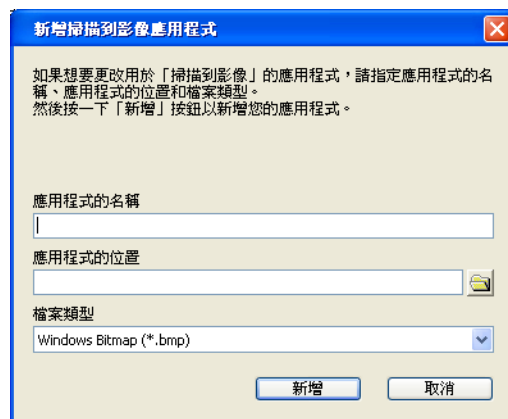 新增掃描到影像應用程式
如果想要更改用於「掃描到影像」的應用程式，請指定應用程式的名
稱、應用程式的位置和檔案類型。
然後按一下「新增」按鈕以新增您的應用程式。
應用程式的名稱
應用程式的位置
檔案類型
Windows Bitmap (*.bmp)
新增
取消